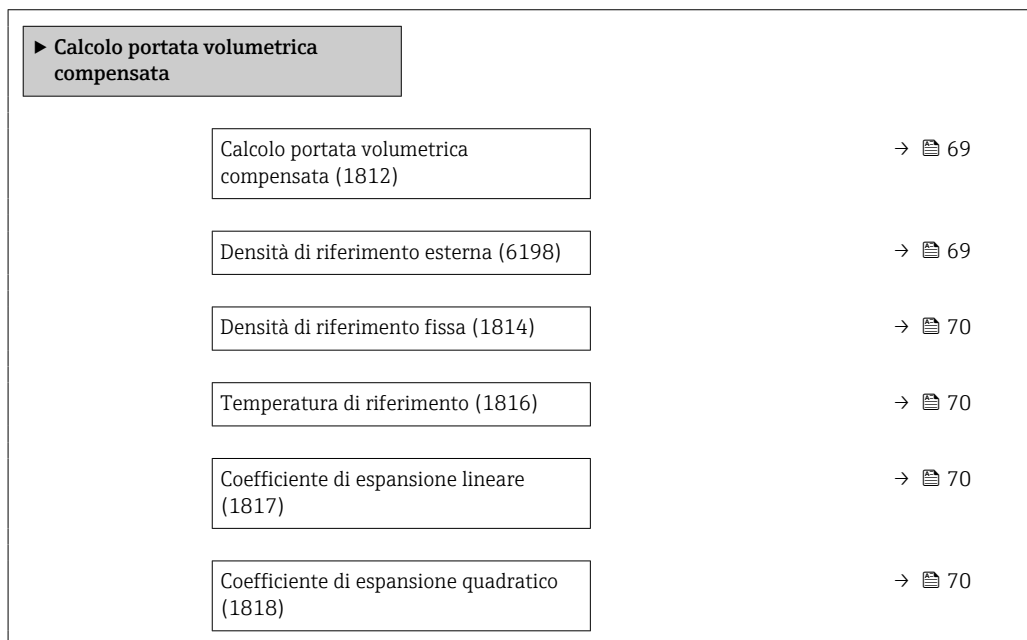 ▶ Calcolo portata volumetrica
compensata
Calcolo portata volumetrica
compensata (1812)
→ 69
Densità di riferimento esterna (6198)
→ 69
Densità di riferimento fissa (1814)
→ 70
Temperatura di riferimento (1816)
→ 70
Coefficiente di espansione lineare
(1817)
→ 70
Coefficiente di espansione quadratico
(1818)
→ 70